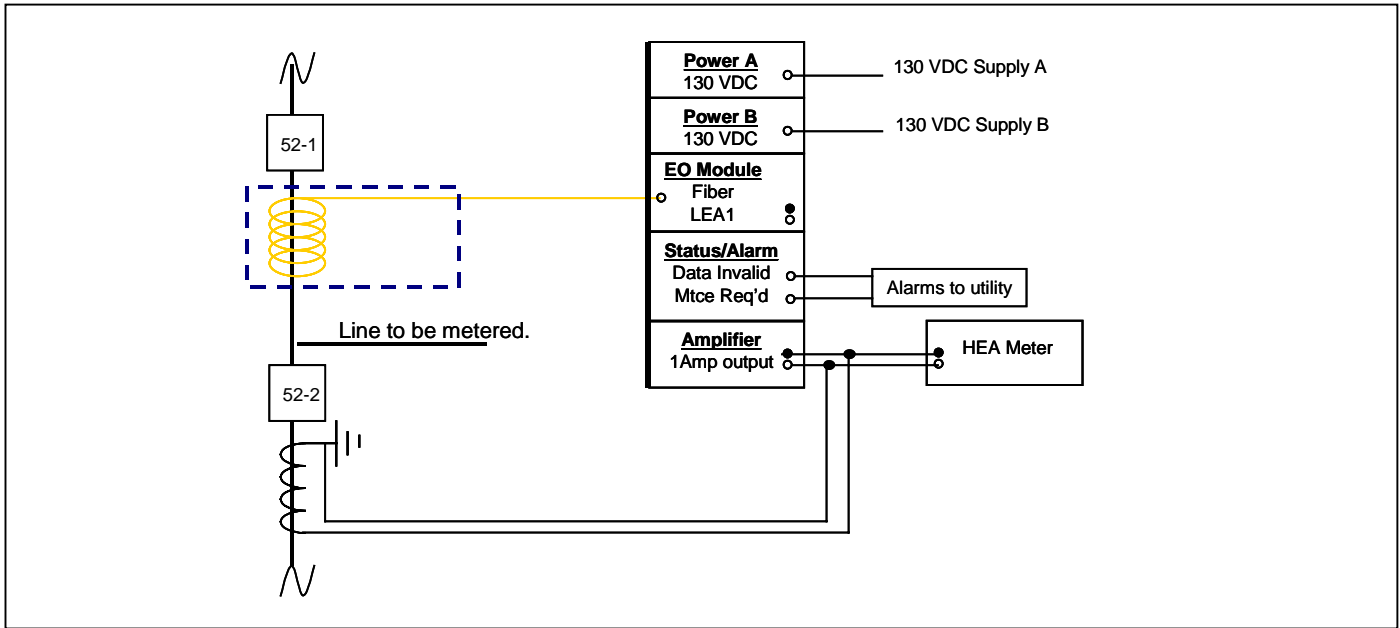 Power A
130 VDC
130 VDC Supply A
Power B
130 VDC
130 VDC Supply B
52-1
EO Module
Fiber
LEA1
Status/Alarm
Data Invalid
Mtce Req'd
Alarms to utility
Line to be metered.
Amplifier
1Amp output
HEA Meter
52-2